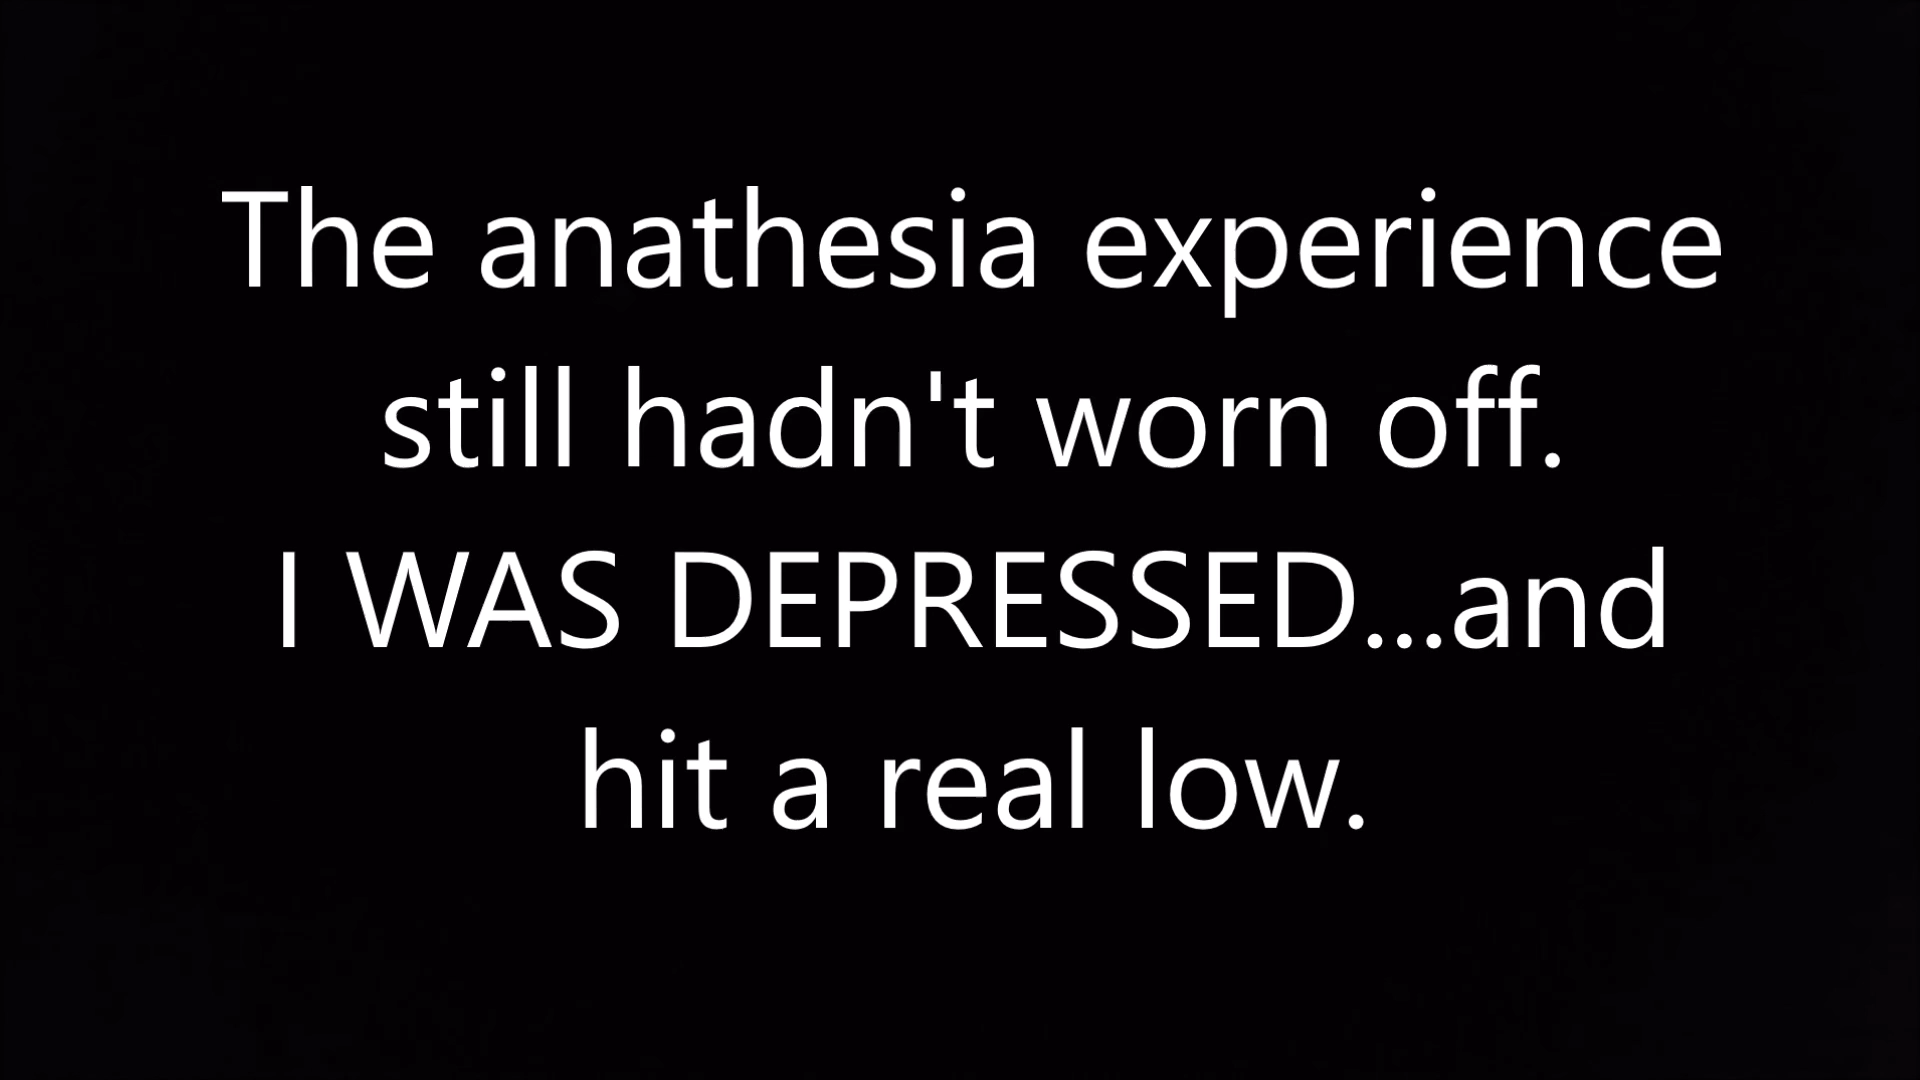 The anathesia experience
still hadn't worn off.
I WAS DEPRESSED...and
hit a real low.